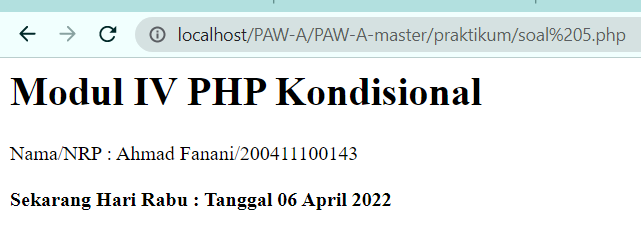 localhost/PAW-A/PAW-A-master/praktikum/soal%205.php
Modul IV PHP Kondisional
Nama/NRP : Ahmad Fanani/200411100143
Sekarang Hari Rabu : Tanggal 06 April 2022